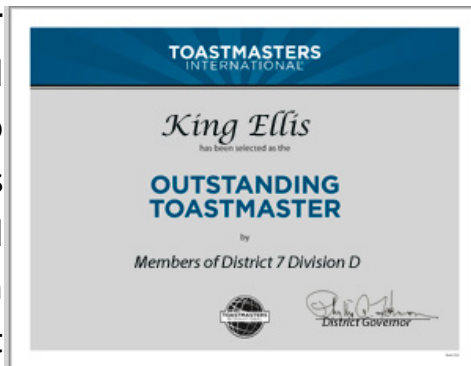 TOASTMASTERS
INTERNATIONAL
King Ellis
has been selected as the
OUTSTANDING
TOASTMASTER
by
Members of District 7 Division D
TOASTMASTERS
District Governor